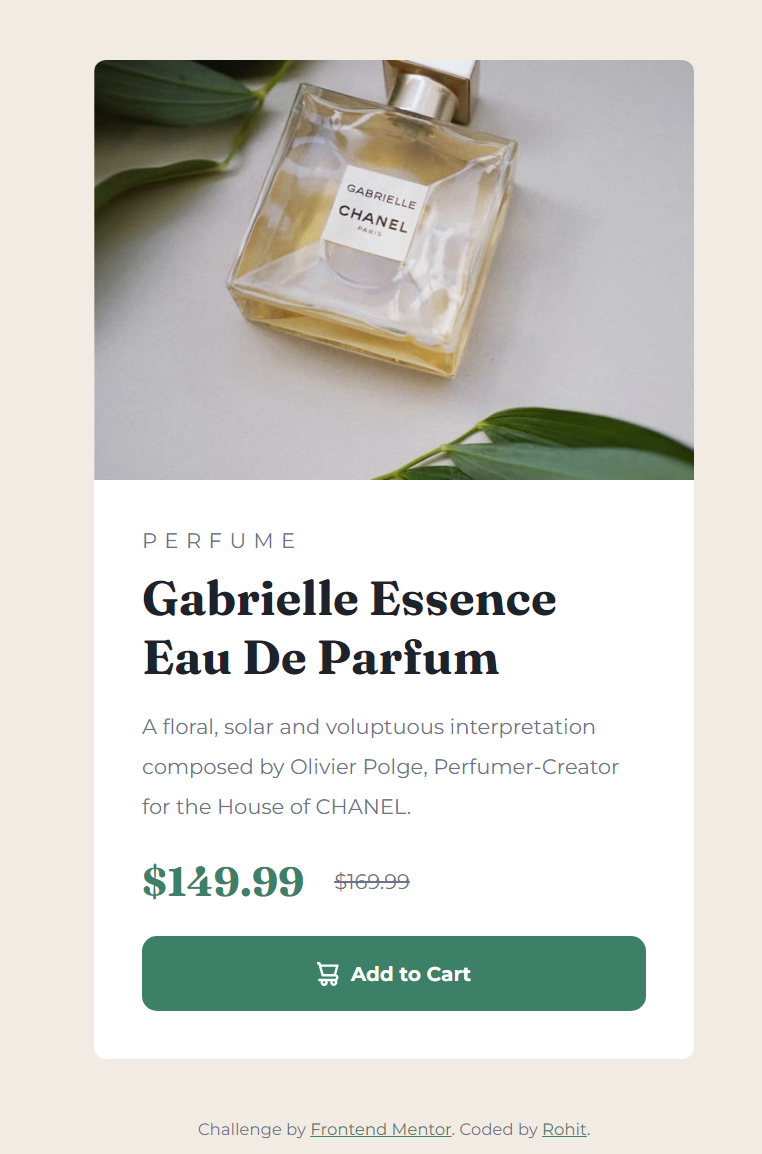 GABRIELLE
CHANEL
PARIS
PERFUME
Gabrielle Essence
Eau De Parfum
A floral, solar and voluptuous interpretation
composed by Olivier Polge, Perfumer-Creator
for the House of CHANEL.
$149.99 $169.99
Add to Cart
Challenge by Frontend Mentor. Coded by Rohit.